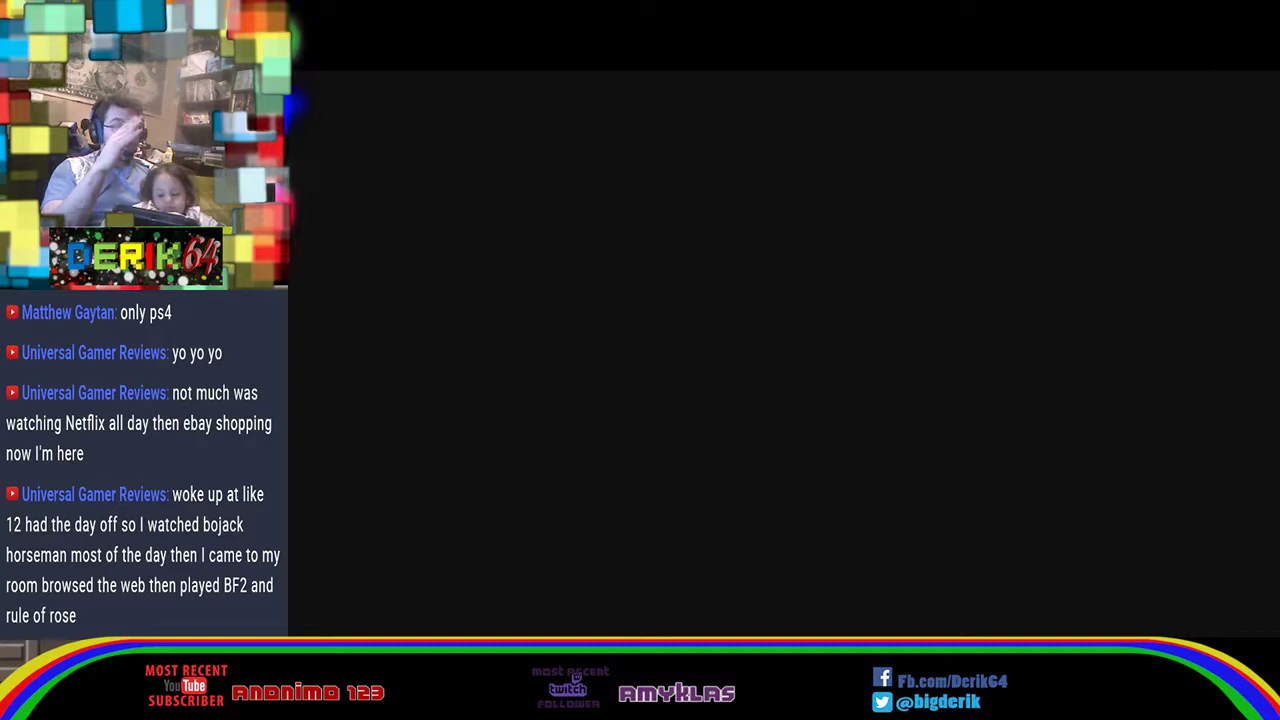 DERIK64
Matthew Gaytan: only ps4
Universal Gamer Reviews: yo yo yo
Universal Gamer Reviews: not much was
watching Netflix all day then ebay shopping
now I'm here
Universal Gamer Reviews: woke up at like
12 had the day off so I watched bojack
horseman most of the day then I came to my
room browsed the web then played BF2 and
rule of rose
MOST RECENT
YouTube
SUBSCRIBER
ANONIMO 123
MOST RECENT
twitch
FOLLOWER
AMYKLAS
Fb.com/Derik64
@bigderik